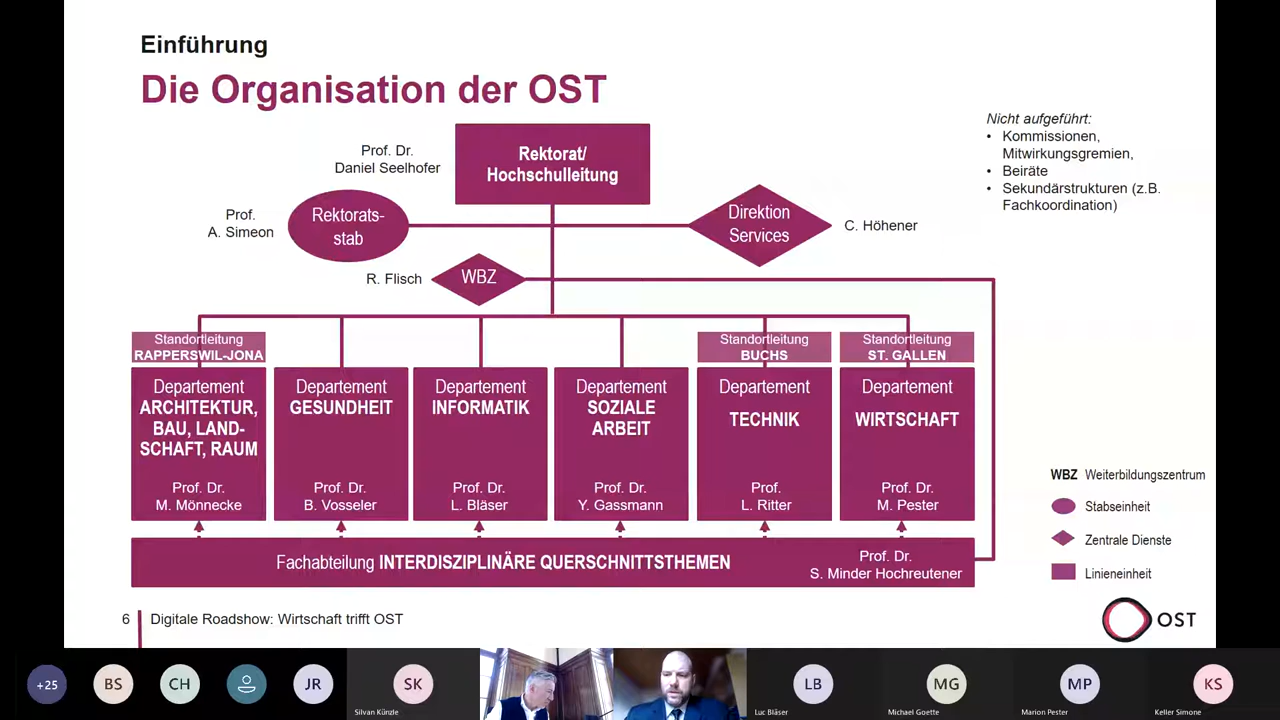 Einführung
Die Organisation der OST
Nicht aufgeführt:
• Kommissionen,
Mitwirkungsgremien,
• Beiräte
• Sekundärstrukturen (z.B.
Fachkoordination)
Prof. Dr.
Daniel Seelhofer
Rektorat/
Hochschulleitung
Prof.
A. Simeon
Rektorats-
stab
Direktion
Services
C. Höhener
R. Flisch
WBZ
Standortleitung
RAPPERSWIL-JONA
Standortleitung
BUCHS
Standortleitung
ST. GALLEN
Departement
ARCHITEKTUR,
BAU, LAND-
SCHAFT, RAUM
Prof. Dr.
M. Mönnecke
Departement
GESUNDHEIT
Prof. Dr.
B. Vosseler
Departement
INFORMATIK
Prof. Dr.
L. Bläser
Departement
SOZIALE
ARBEIT
Prof. Dr.
Y. Gassmann
Departement
TECHNIK
Prof.
L. Ritter
Departement
WIRTSCHAFT
Prof. Dr.
M. Pester
Fachabteilung INTERDISZIPLINÄRE QUERSCHNITTSTHEMEN
Prof. Dr.
S. Minder Hochreutener
WBZ Weiterbildungszentrum
Stabseinheit
Zentrale Dienste
Linieneinheit
6 Digitale Roadshow: Wirtschaft trifft OST
OST
+25
BS
CH
JR
SK
Silvan Künzle
LB
Luc Bläser
MG
Michael Goette
MP
Marion Pester
KS
Keller Simone